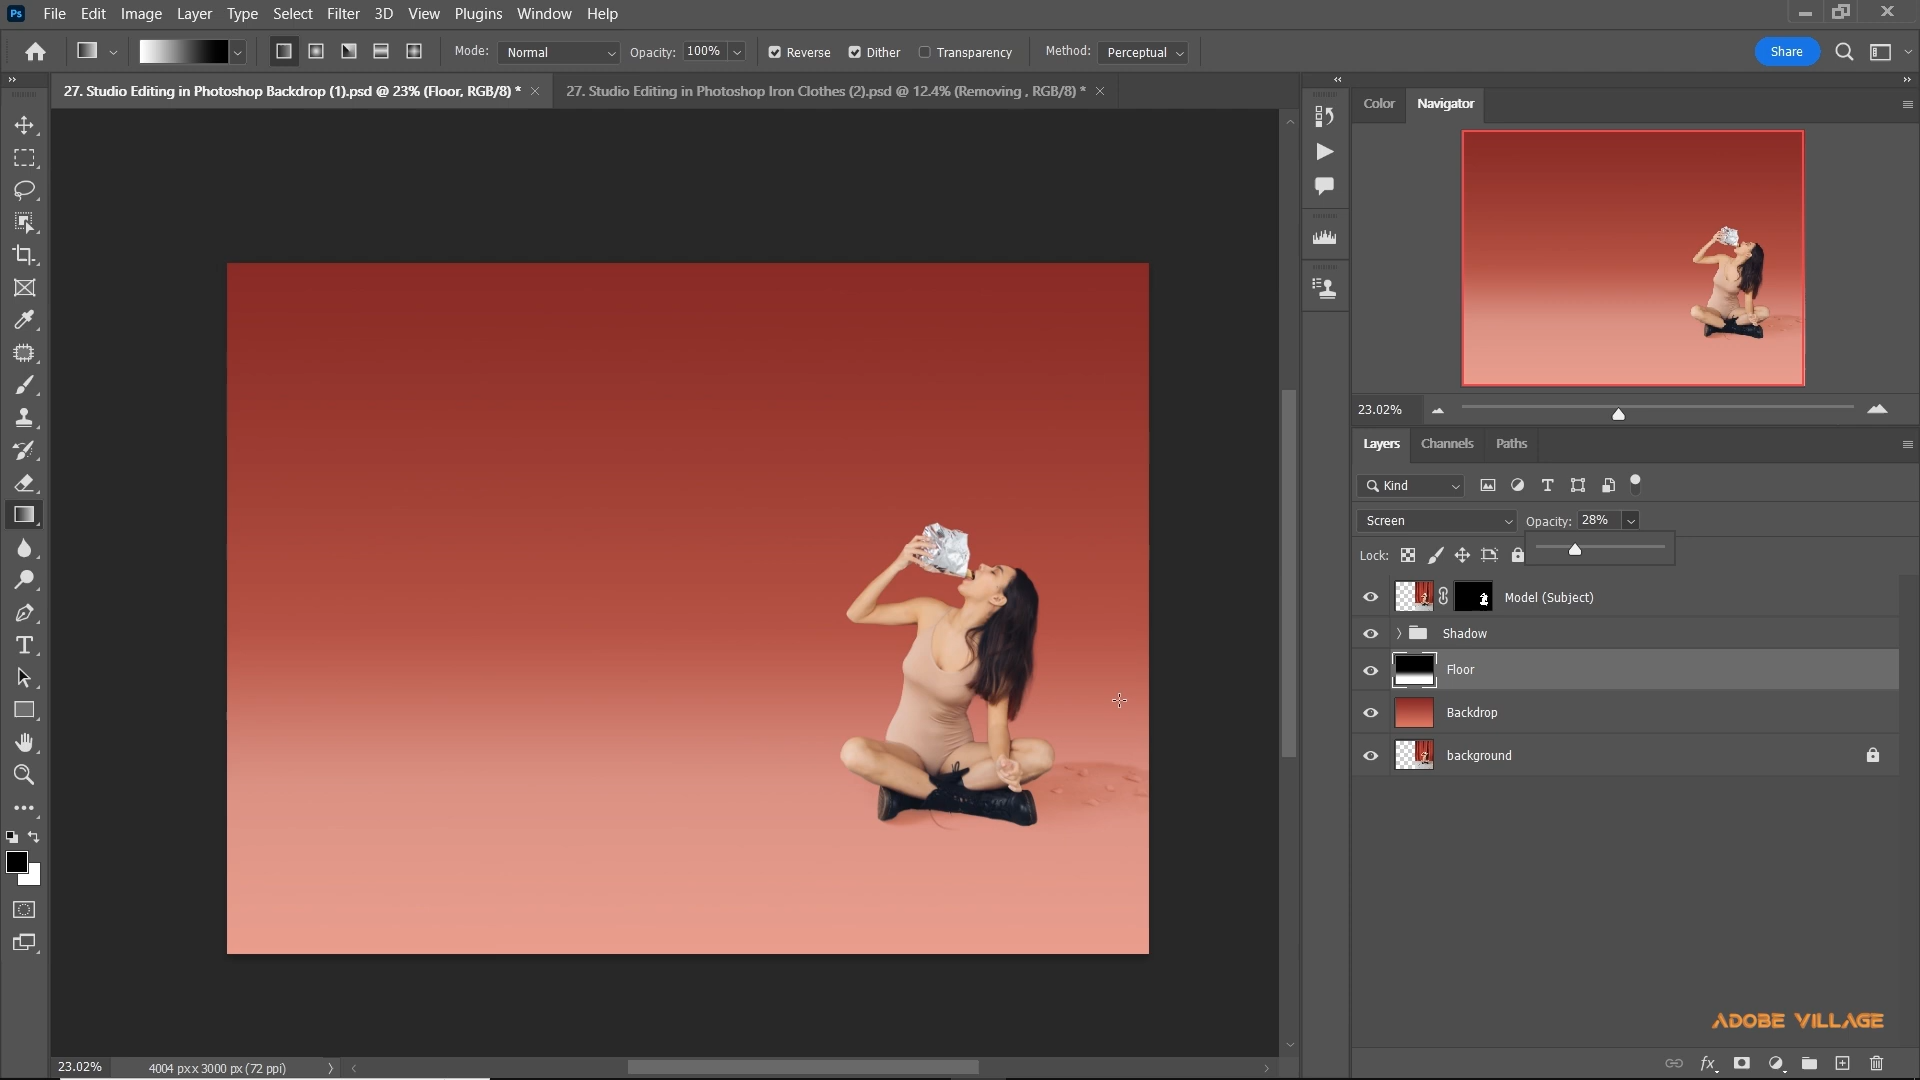 Ps File Edit Image Layer Type Select Filter 3D View Plugins Window Help
Mode: Normal Opacity: 100% Reverse Dither Transparency Method: Perceptual Share
27. Studio Editing in Photoshop Backdrop (1).psd @ 23% (Floor, RGB/8) * 27. Studio Editing in Photoshop Iron Clothes (2).psd @ 12.4% (Removing , RGB/8) *
Color Navigator
23.02%
Layers Channels Paths
Kind
Screen Opacity: 28%
Lock:
Model (Subject)
Shadow
Floor
Backdrop
background
ADOBE VILLAGE
23.02% 4004 px x 3000 px (72 ppi)
fx